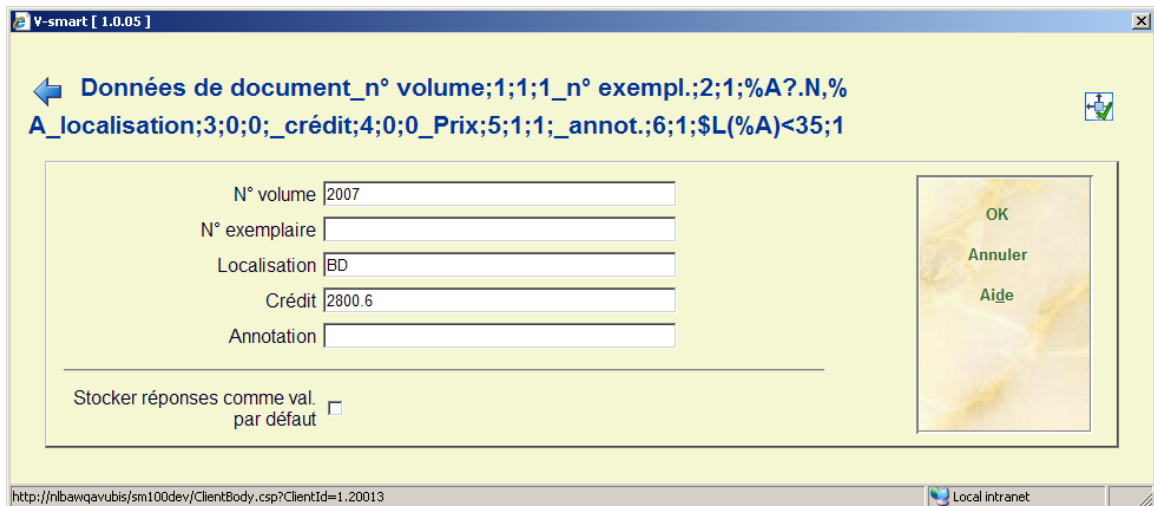 V-smart [ 1.0.05 ]
Données de document_n° volume;1;1;1_n° exempl.;2;1;%A?.N,%
A_localisation;3;0;0;_crédit;4;0;0_Prix;5;1;1;_annot.;6;1;$L(%A)<35;1
N° volume 2007
N° exemplaire
Localisation BD
Crédit 2800.6
Annotation
Stocker réponses comme val.
par défaut
OK
Annuler
Aide
http://nlbawqavubis/sm100dev/ClientBody.csp?ClientId=1.20013
Local intranet